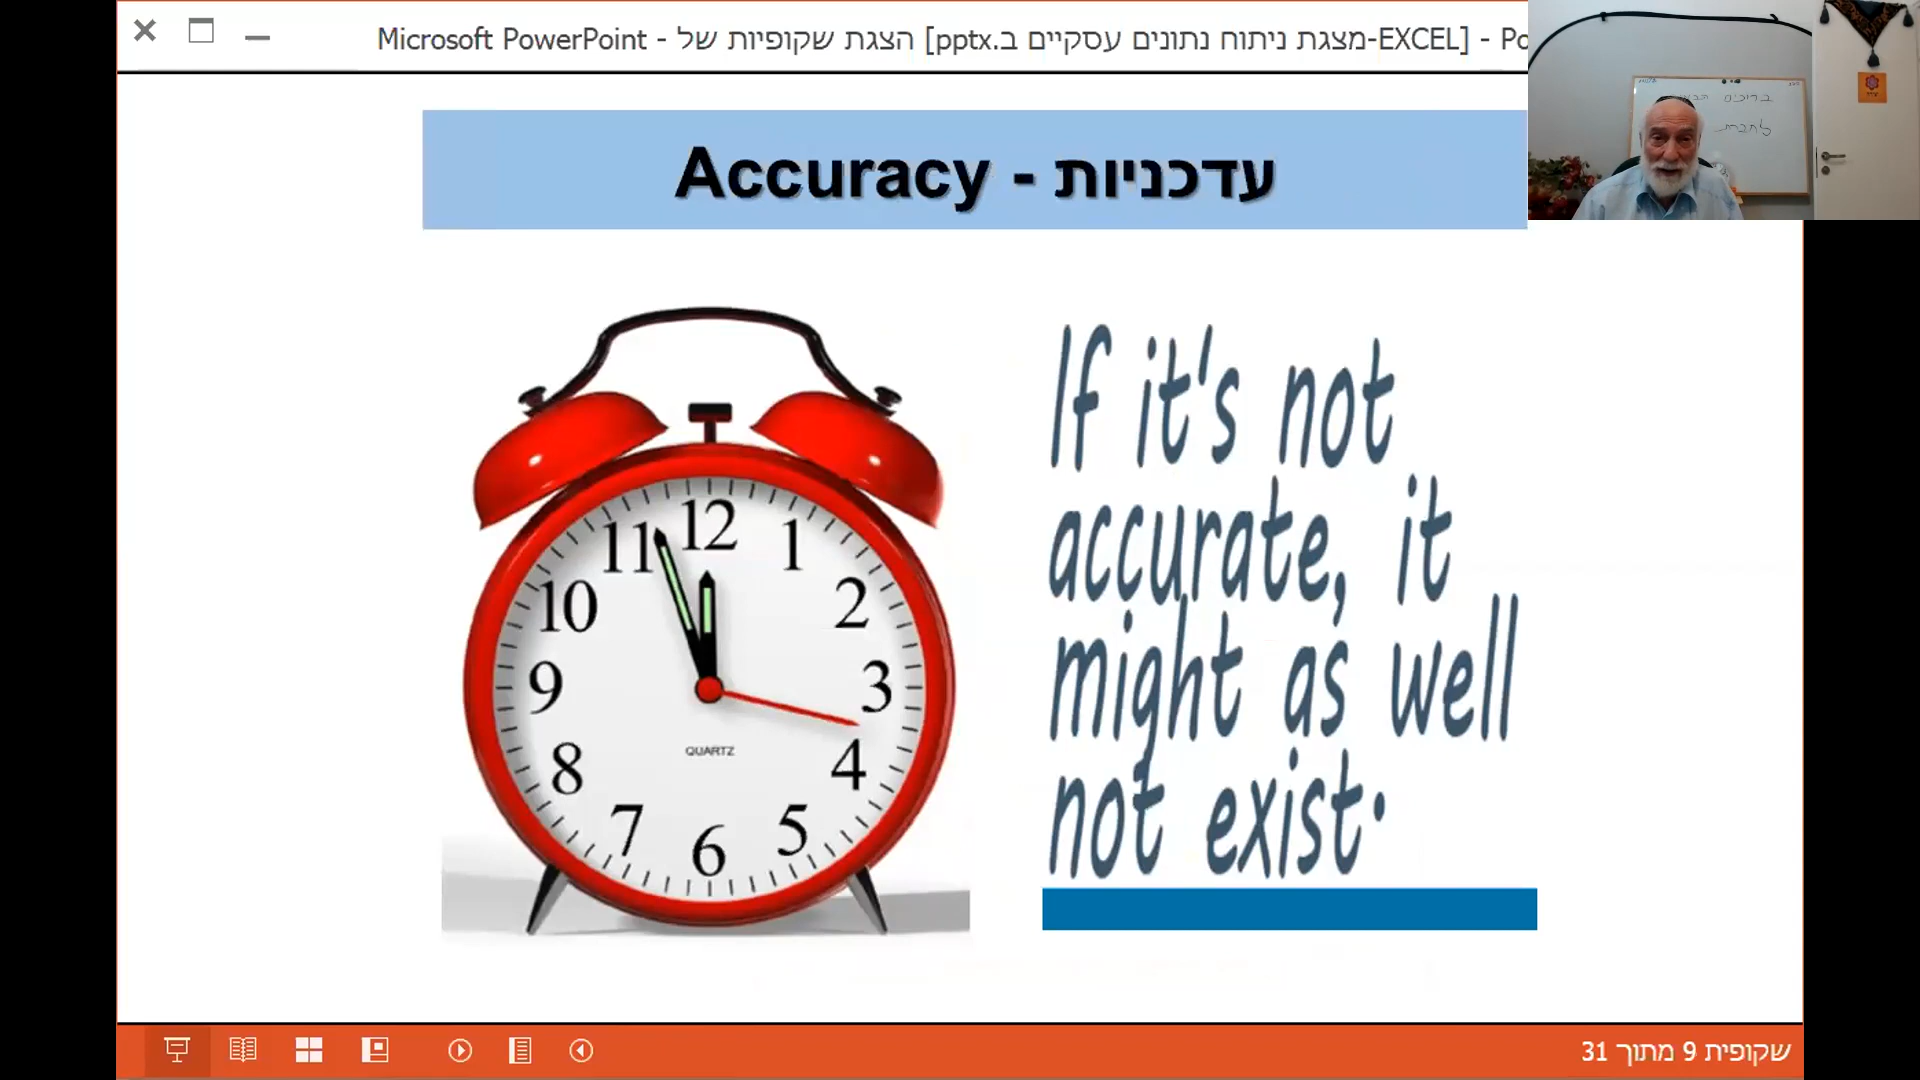 הצגת שקופיות של - Microsoft PowerPoint - [מצגת ניתוח נתונים עסקיים ב-EXCEL.pptx] - Po
עדכניות - Accuracy
If it's not
accurate, it
might as well
not exist.
12
1
2
3
4
5
6
7
8
9
10
11
QUARTZ
ברוכים
לחברת
שקופית 9 מתוך 31